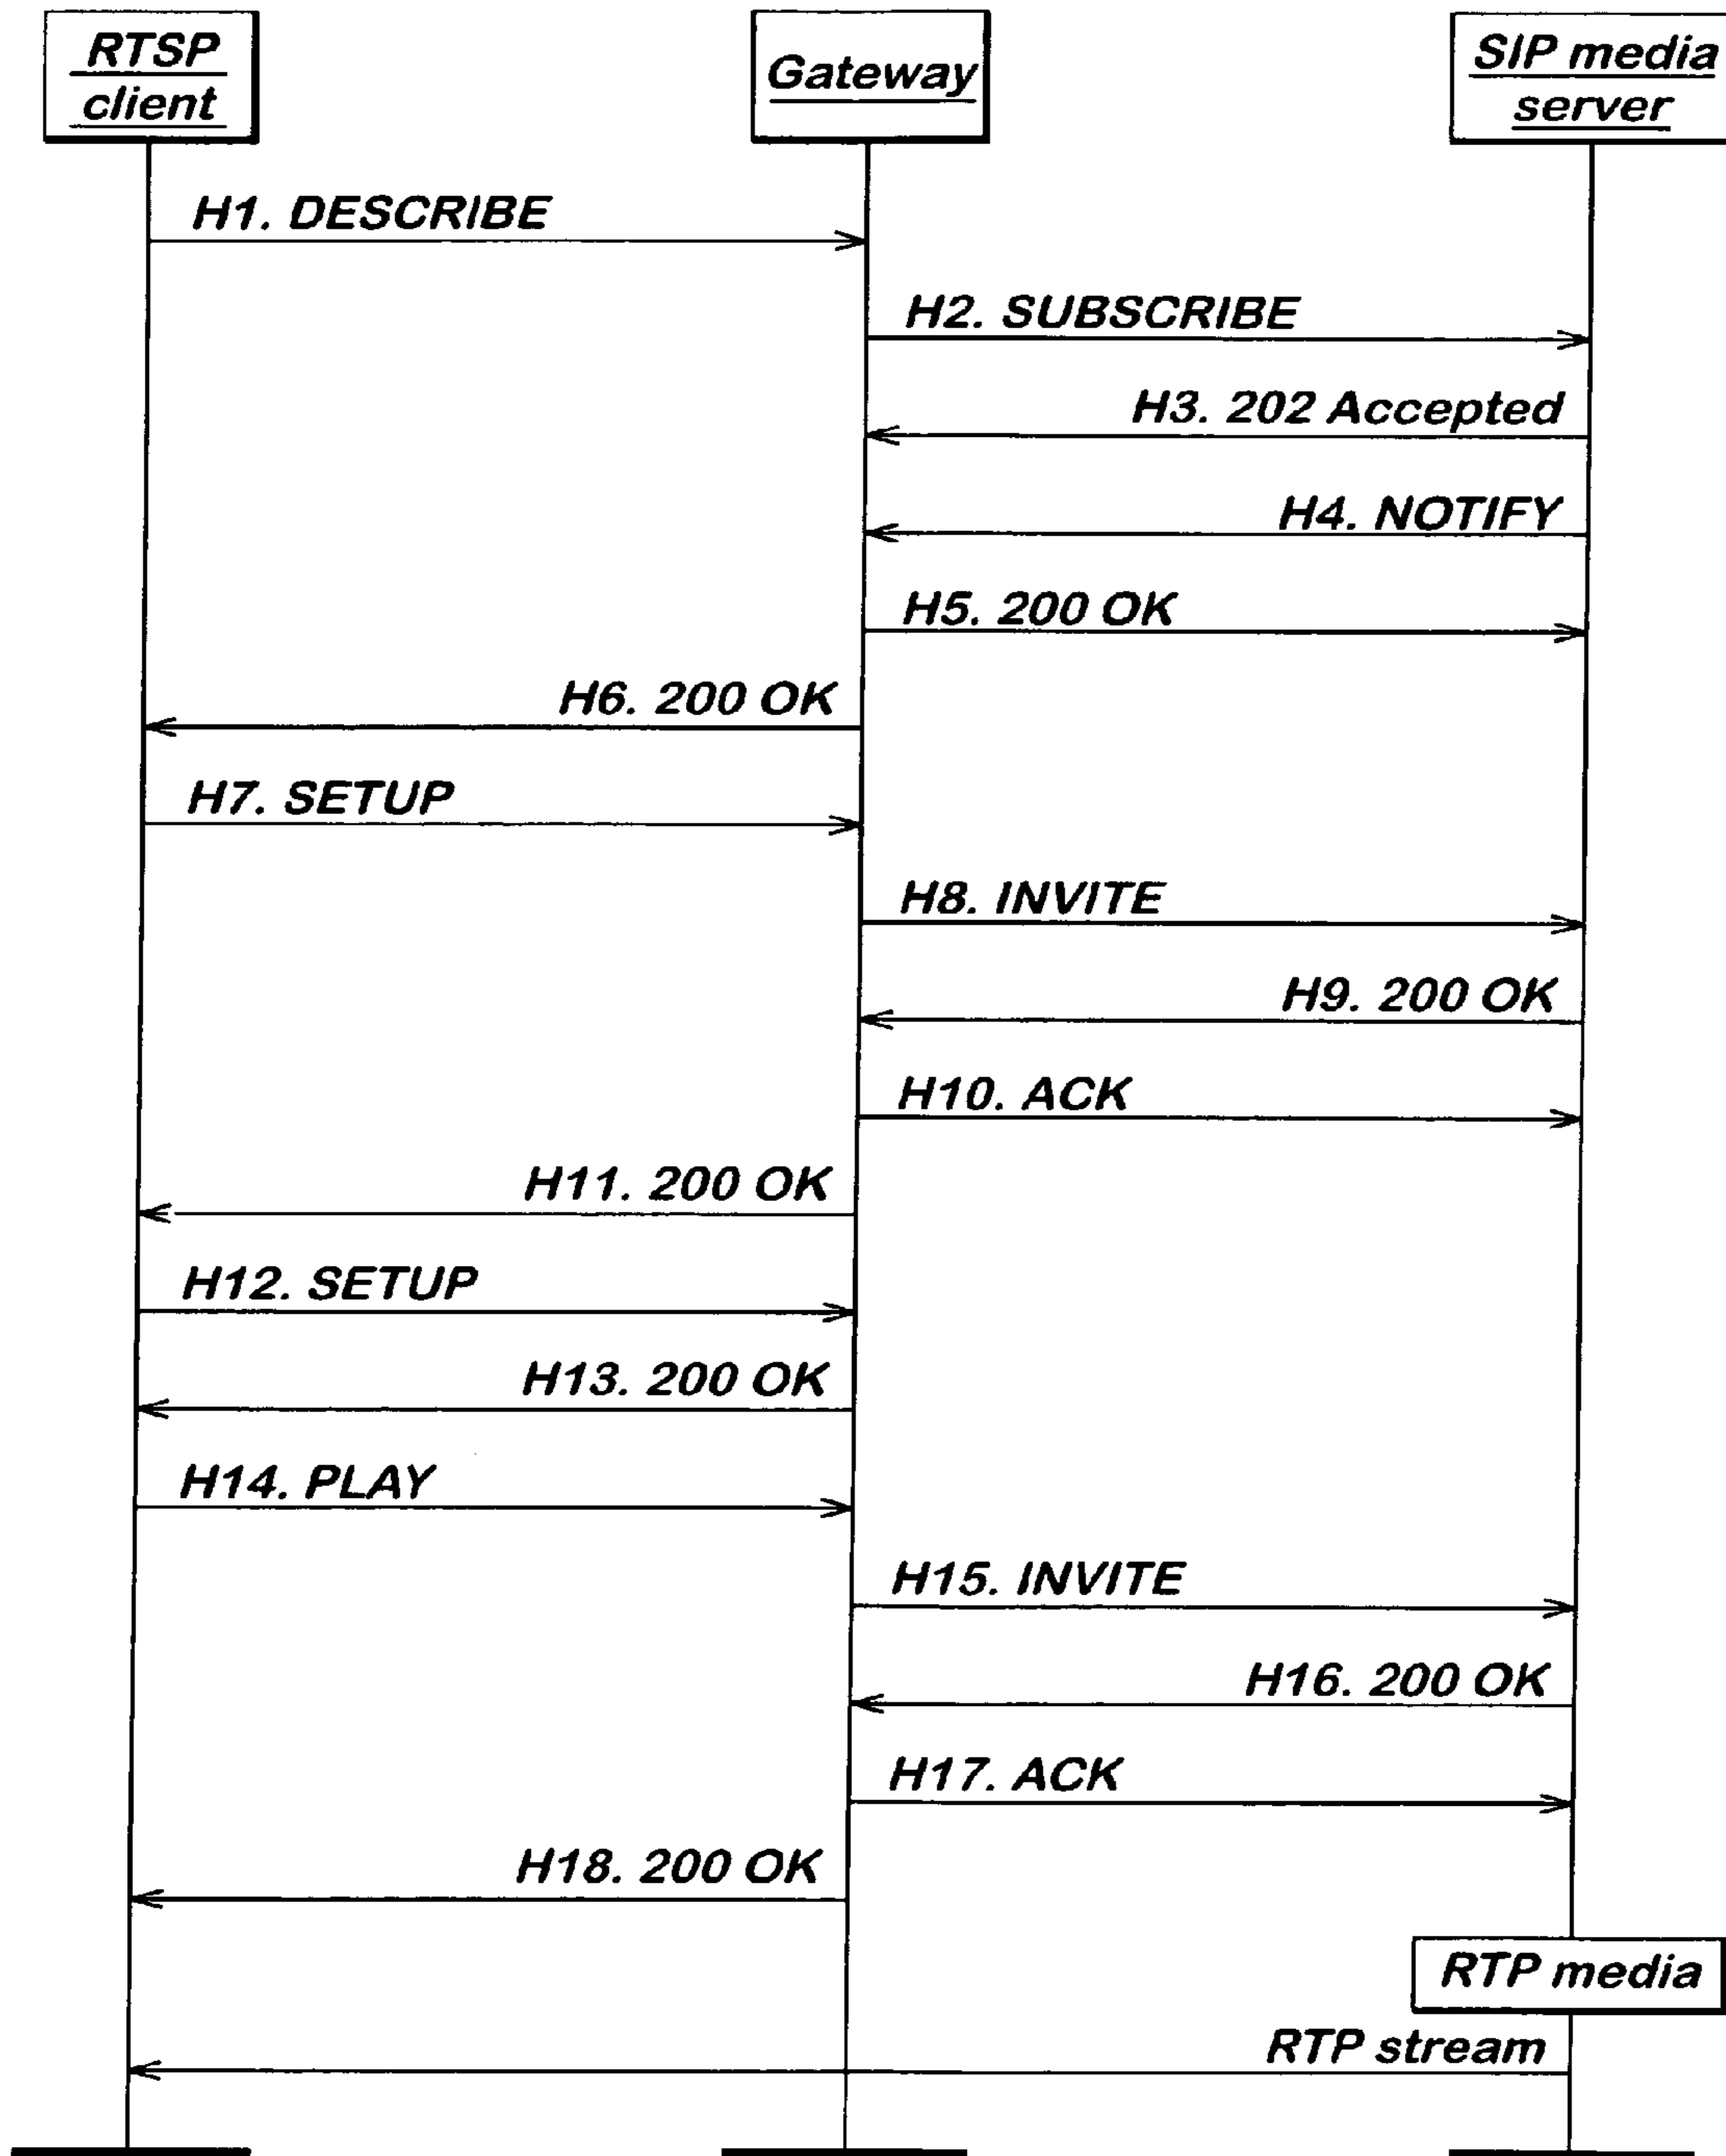 RTSP
client
Gateway
SIP media
server
H1. DESCRIBE
H2. SUBSCRIBE
H3. 202 Accepted
H4. NOTIFY
H5. 200 OK
H6. 200 OK
H7. SETUP
H8. INVITE
H9. 200 OK
H10. ACK
H11. 200 OK
H12. SETUP
H13. 200 OK
H14. PLAY
H15. INVITE
H16. 200 OK
H17. ACK
H18. 200 OK
RTP media
RTP stream